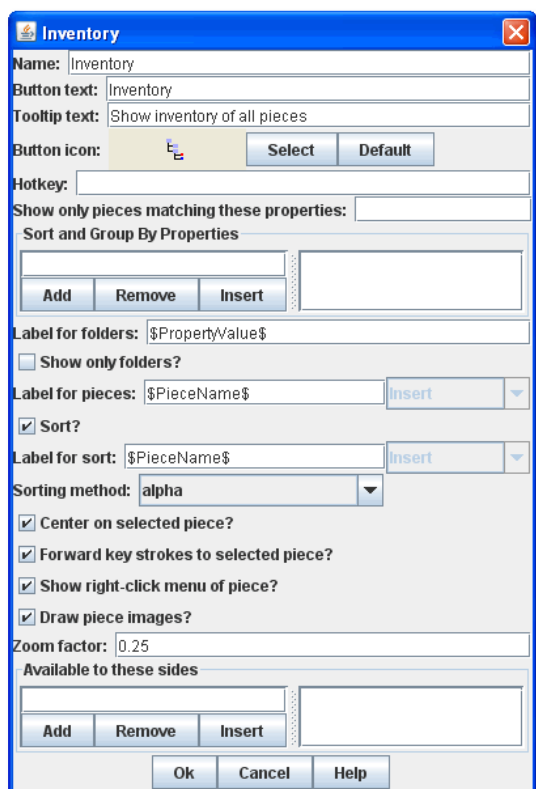 Inventory
Name: Inventory
Button text: Inventory
Tooltip text: Show inventory of all pieces
Button icon: Select Default
Hotkey:
Show only pieces matching these properties:
Sort and Group By Properties
Add Remove Insert
Label for folders: $PropertyValue$
Show only folders?
Label for pieces: $PieceName$ Insert
Sort?
Label for sort: $PieceName$ Insert
Sorting method: alpha
Center on selected piece?
Forward key strokes to selected piece?
Show right-click menu of piece?
Draw piece images?
Zoom factor: 0.25
Available to these sides
Add Remove Insert
Ok Cancel Help